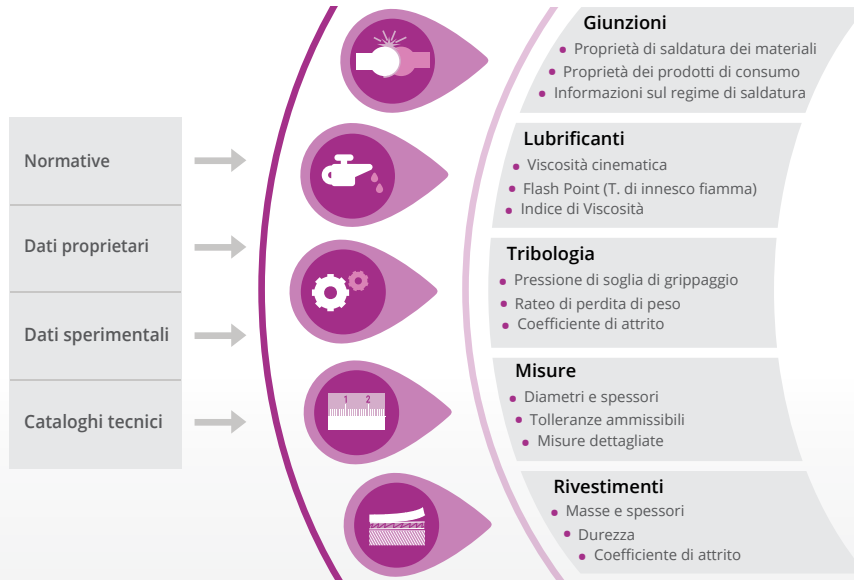 Normative
Dati proprietari
Dati sperimentali
Cataloghi tecnici
1 2
Giunzioni
• Proprietà di saldatura dei materiali
• Proprietà dei prodotti di consumo
• Informazioni sul regime di saldatura
Lubrificanti
• Viscosità cinematica
• Flash Point (T. di innesco fiamma)
• Indice di Viscosità
Tribologia
• Pressione di soglia di grippaggio
• Rateo di perdita di peso
• Coefficiente di attrito
Misure
• Diametri e spessori
• Tolleranze ammissibili
• Misure dettagliate
Rivestimenti
• Masse e spessori
• Durezza
• Coefficiente di attrito